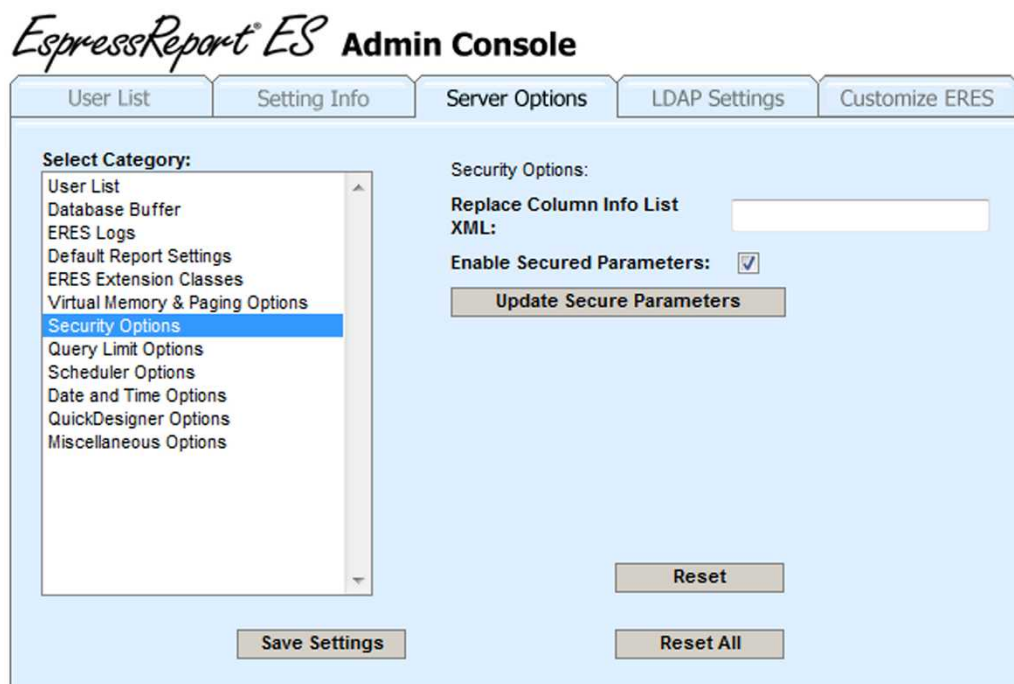 EspressReport® ES Admin Console
User List
Setting Info
Server Options
LDAP Settings
Customize ERES
Select Category:
User List
Database Buffer
ERES Logs
Default Report Settings
ERES Extension Classes
Virtual Memory & Paging Options
Security Options
Query Limit Options
Scheduler Options
Date and Time Options
QuickDesigner Options
Miscellaneous Options
Security Options:
Replace Column Info List
XML:
Enable Secured Parameters:
Update Secure Parameters
Reset
Save Settings
Reset All